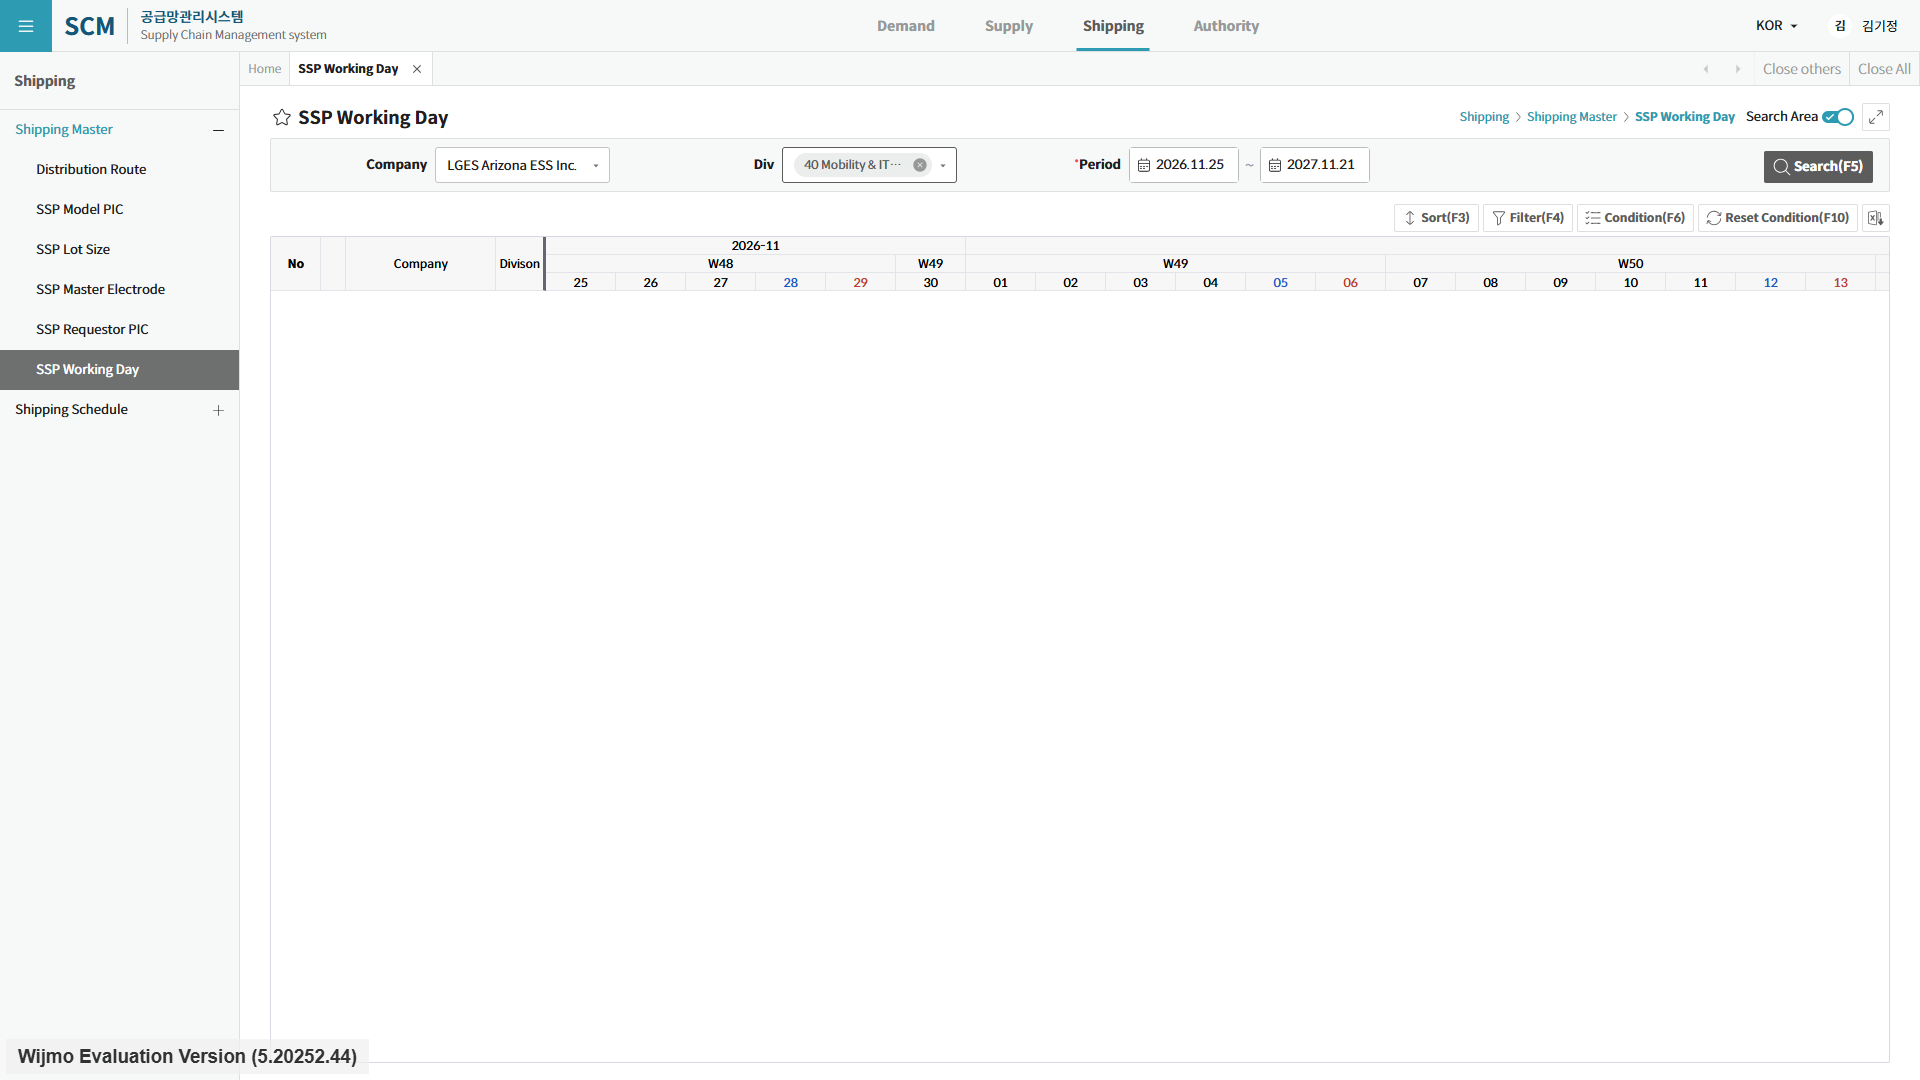 SCM
공급망관리시스템
Supply Chain Management system
Demand
Supply
Shipping
Authority
KOR
김
김기정
Shipping
Home
SSP Working Day
Close others
Close All
Shipping Master
Distribution Route
SSP Model PIC
SSP Lot Size
SSP Master Electrode
SSP Requestor PIC
SSP Working Day
Shipping Schedule
SSP Working Day
Shipping > Shipping Master > SSP Working Day
Search Area
Company
LGES Arizona ESS Inc.
Div
40 Mobility & IT···
*Period
2026.11.25 ~ 2027.11.21
Search(F5)
Sort(F3)
Filter(F4)
Condition(F6)
Reset Condition(F10)
No
Company
Divison
2026-11
W48 W49 W49 W50
25 26 27 28 29 30 01 02 03 04 05 06 07 08 09 10 11 12 13
Wijmo Evaluation Version (5.20252.44)